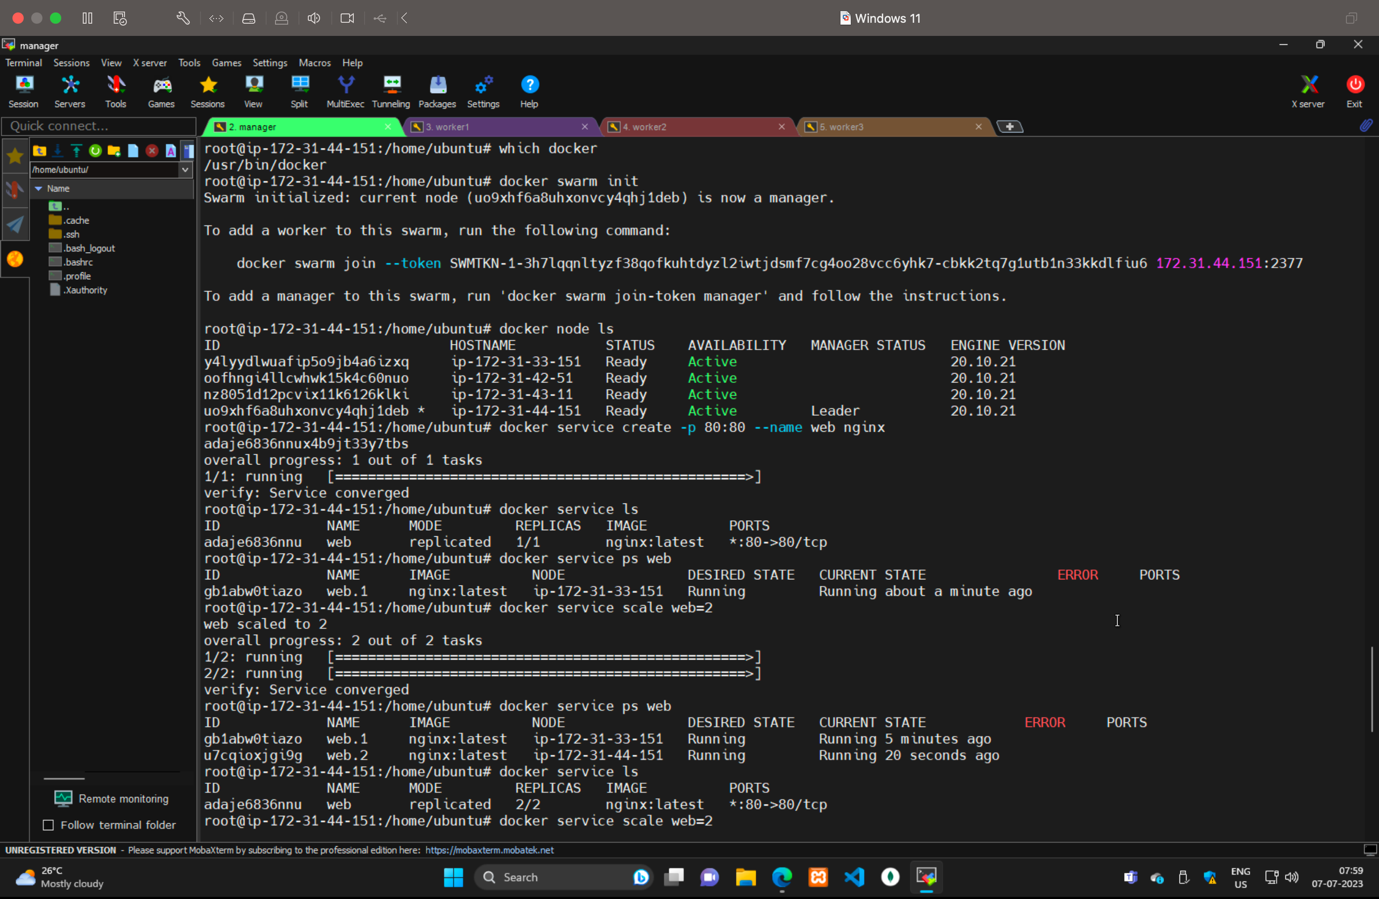 Windows 11
manager
Terminal Sessions View X server Tools Games Settings Macros Help
Session Servers Tools Games Sessions View Split MultiExec Tunneling Packages Settings Help X server Exit
Quick connect...
2. manager 3. worker1 4. worker2 5. worker3
/home/ubuntu/
Name
..
.cache
.ssh
.bash_logout
.bashrc
.profile
.Xauthority
Remote monitoring
Follow terminal folder
root@ip-172-31-44-151:/home/ubuntu# which docker
/usr/bin/docker
root@ip-172-31-44-151:/home/ubuntu# docker swarm init
Swarm initialized: current node (uo9xhf6a8uhxonvcy4qhj1deb) is now a manager.
To add a worker to this swarm, run the following command:
docker swarm join --token SWMTKN-1-3h7lqqnltyzf38qofkuhtdyzl2iwtjdsmf7cg4oo28vcc6yhk7-cbkk2tq7g1utb1n33kkdlfiu6 172.31.44.151:2377
To add a manager to this swarm, run 'docker swarm join-token manager' and follow the instructions.
root@ip-172-31-44-151:/home/ubuntu# docker node ls
ID HOSTNAME STATUS AVAILABILITY MANAGER STATUS ENGINE VERSION
y4lyydlwuafip5o9jb4a6izxq ip-172-31-33-151 Ready Active 20.10.21
oofhngi4llcwhwk15k4c60nuo ip-172-31-42-51 Ready Active 20.10.21
nz8051d12pcvix11k6126klki ip-172-31-43-11 Ready Active 20.10.21
uo9xhf6a8uhxonvcy4qhj1deb * ip-172-31-44-151 Ready Active Leader 20.10.21
root@ip-172-31-44-151:/home/ubuntu# docker service create -p 80:80 --name web nginx
adaje6836nnux4b9jt33y7tbs
overall progress: 1 out of 1 tasks
1/1: running [==================================================>]
verify: Service converged
root@ip-172-31-44-151:/home/ubuntu# docker service ls
ID NAME MODE REPLICAS IMAGE PORTS
adaje6836nnu web replicated 1/1 nginx:latest *:80->80/tcp
root@ip-172-31-44-151:/home/ubuntu# docker service ps web
ID NAME IMAGE NODE DESIRED STATE CURRENT STATE ERROR PORTS
gb1abw0tiazo web.1 nginx:latest ip-172-31-33-151 Running Running about a minute ago
root@ip-172-31-44-151:/home/ubuntu# docker service scale web=2
web scaled to 2
overall progress: 2 out of 2 tasks
1/2: running [==================================================>]
2/2: running [==================================================>]
verify: Service converged
root@ip-172-31-44-151:/home/ubuntu# docker service ps web
ID NAME IMAGE NODE DESIRED STATE CURRENT STATE ERROR PORTS
gb1abw0tiazo web.1 nginx:latest ip-172-31-33-151 Running Running 5 minutes ago
u7cqioxjgi9g web.2 nginx:latest ip-172-31-44-151 Running Running 20 seconds ago
root@ip-172-31-44-151:/home/ubuntu# docker service ls
ID NAME MODE REPLICAS IMAGE PORTS
adaje6836nnu web replicated 2/2 nginx:latest *:80->80/tcp
root@ip-172-31-44-151:/home/ubuntu# docker service scale web=2
UNREGISTERED VERSION - Please support MobaXterm by subscribing to the professional edition here: https://mobaxterm.mobatek.net
26°C
Mostly cloudy
Search
ENG
US
07:59
07-07-2023